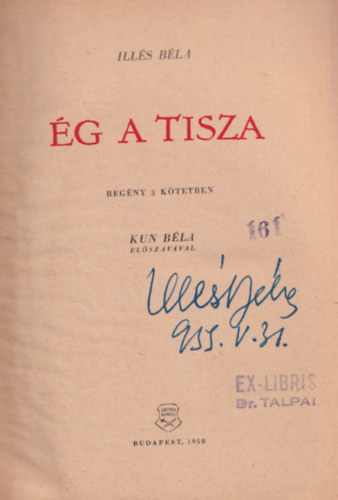 ILLÉS BÉLA
ÉG A TISZA
REGÉNY 3 KÖTETBEN
161
KUN BÉLA
ELŐSZAVÁVAL
Illés Béla
955. V. 31.
EX-LIBRIS
Dr. TALPAI
BUDAPEST, 1958